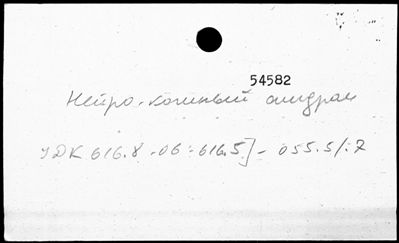 54582
Нейро-кожный синдром
УДК 616.8-06:616.5]-055.5/.7